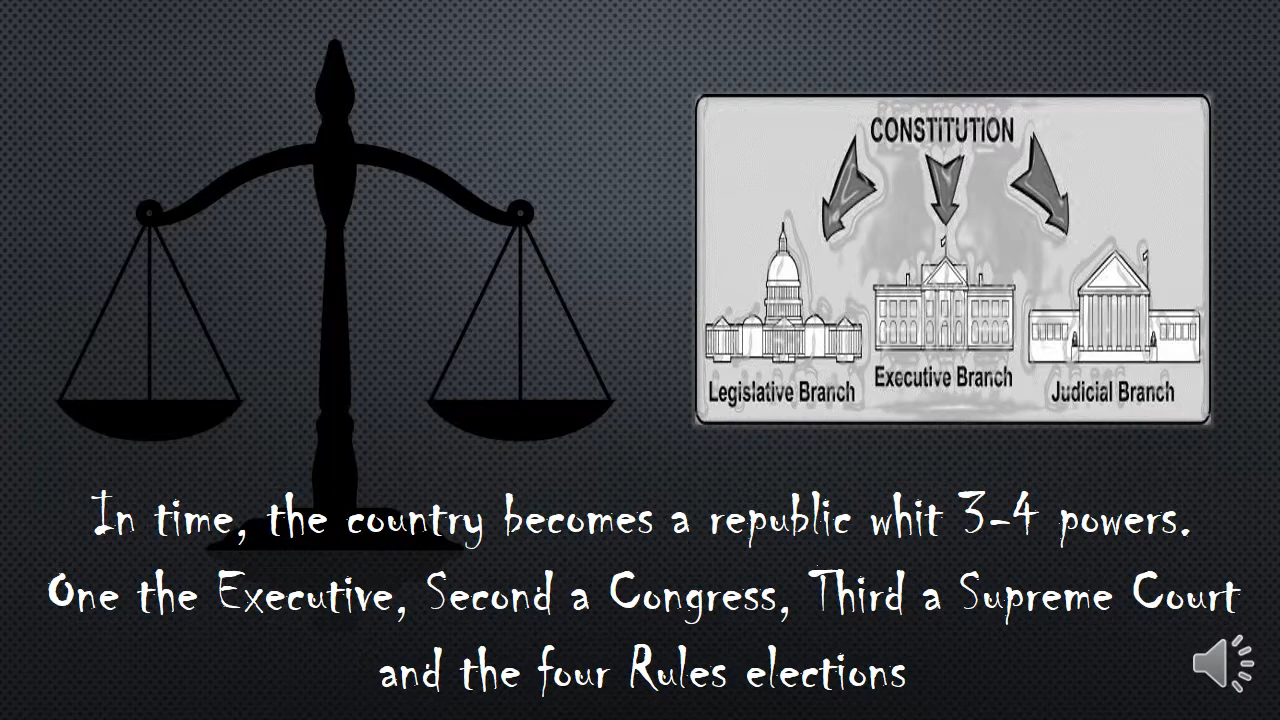 CONSTITUTION
Legislative Branch
Executive Branch
Judicial Branch
In time, the country becomes a republic whit 3-4 powers.
One the Executive, Second a Congress, Third a Supreme Court
and the four Rules elections